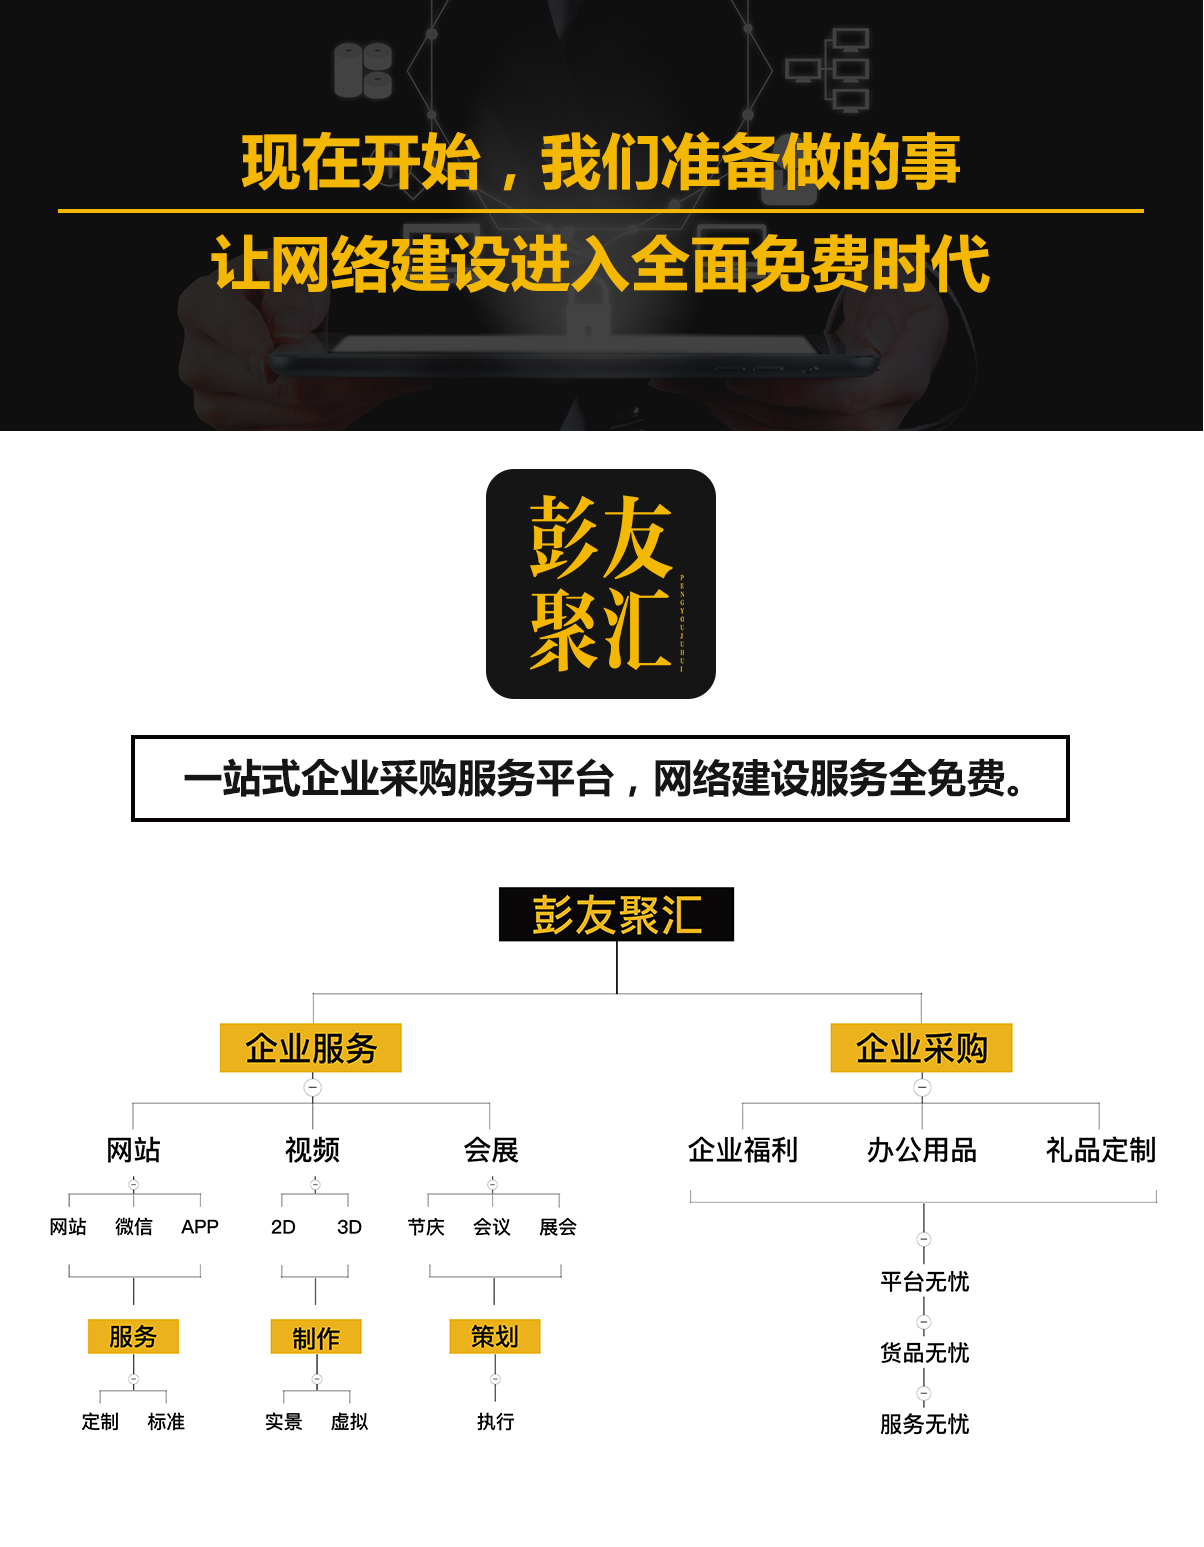 现在开始，我们准备做的事
让网络建设进入全面免费时代
彭友
聚汇
PENGYOUJUHUI
一站式企业采购服务平台，网络建设服务全免费。
彭友聚汇
企业服务 企业采购
网站 视频 会展 企业福利 办公用品 礼品定制
网站 微信 APP 2D 3D 节庆 会议 展会
平台无忧
服务 制作 策划
货品无忧
定制 标准 实景 虚拟 执行
服务无忧